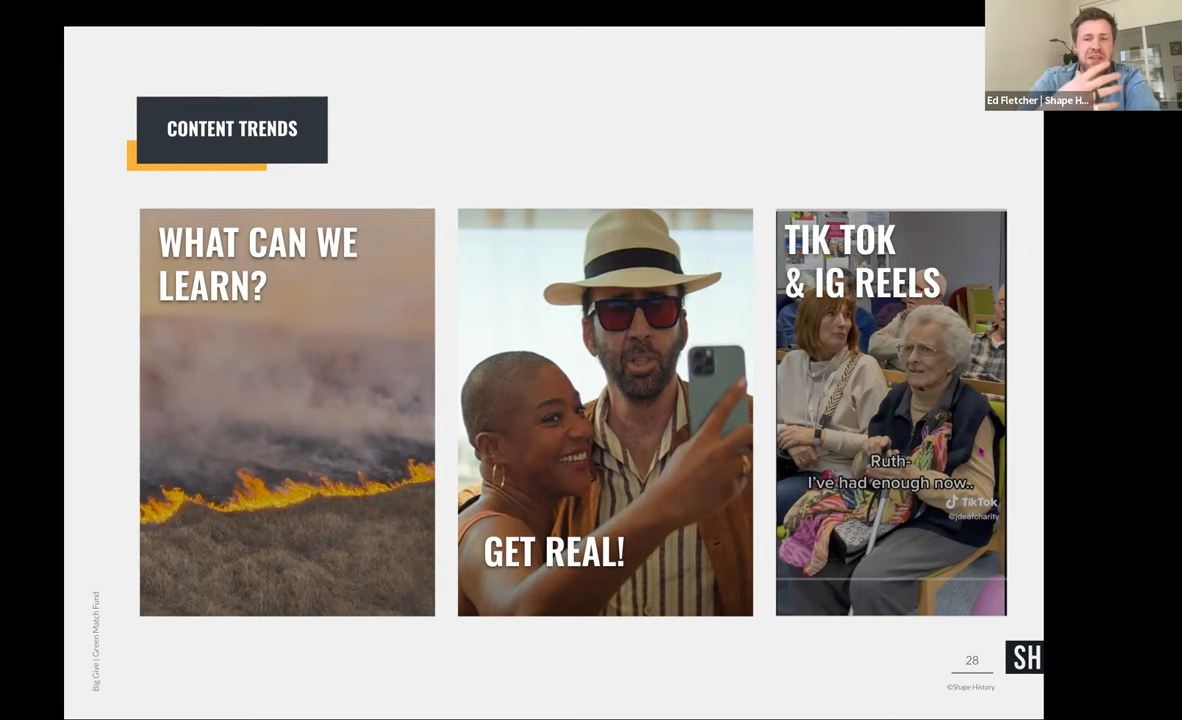 Ed Fletcher | Shape H...
CONTENT TRENDS
WHAT CAN WE
LEARN?
GET REAL!
TIK TOK
& IG REELS
Ruth-
I've had enough now..
TikTok
@jdeafcharity
Big Give | Green Match Fund
28
SH
©Shape History